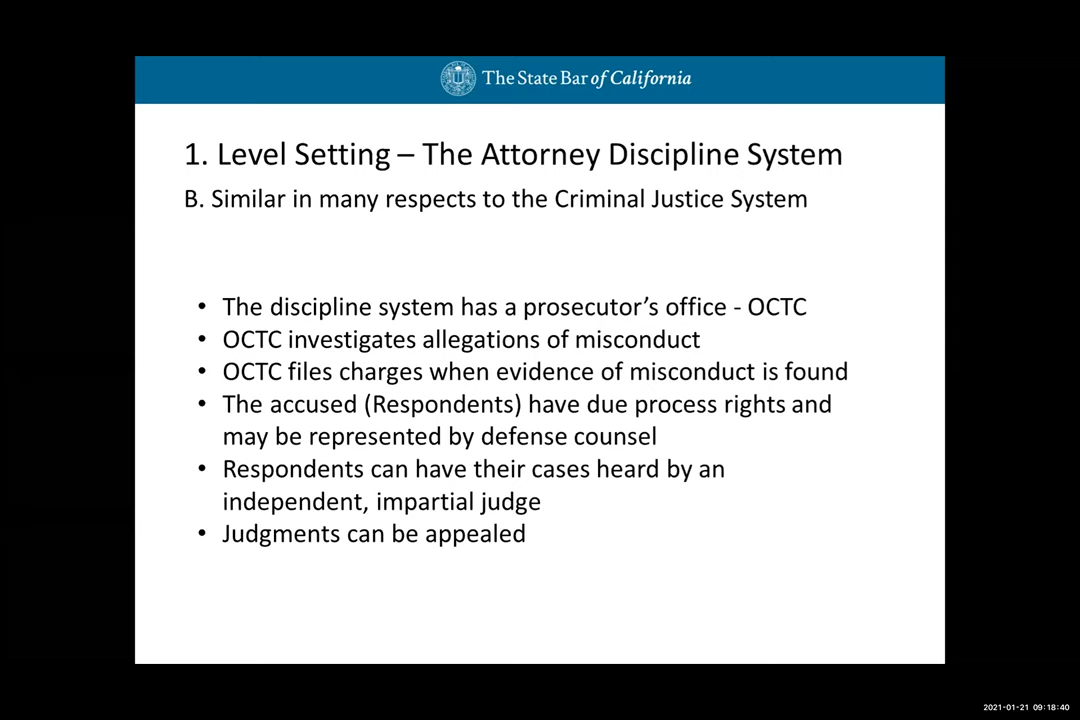 The State Bar of California
1. Level Setting – The Attorney Discipline System
B. Similar in many respects to the Criminal Justice System
• The discipline system has a prosecutor’s office - OCTC
• OCTC investigates allegations of misconduct
• OCTC files charges when evidence of misconduct is found
• The accused (Respondents) have due process rights and
may be represented by defense counsel
• Respondents can have their cases heard by an
independent, impartial judge
• Judgments can be appealed
2021-01-21 09:18:40